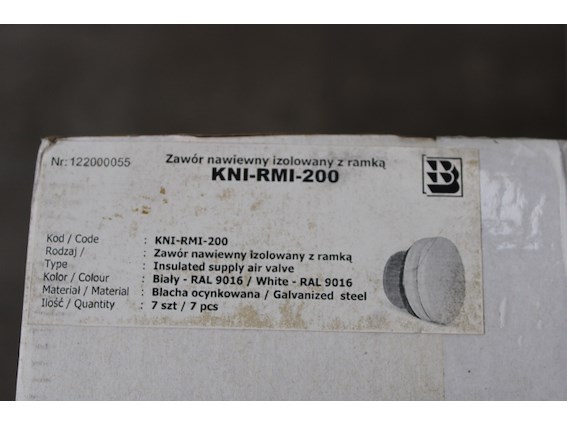 Nr: 122000055
Zawór nawiewny izolowany z ramką
KNI-RMI-200
B
Kod / Code : KNI-RMI-200
Rodzaj / : Zawór nawiewny izolowany z ramką
Type : Insulated supply air valve
Kolor / Colour : Biały - RAL 9016 / White - RAL 9016
Materiał / Material : Blacha ocynkowana / Galvanized steel
Ilość / Quantity : 7 szt / 7 pcs